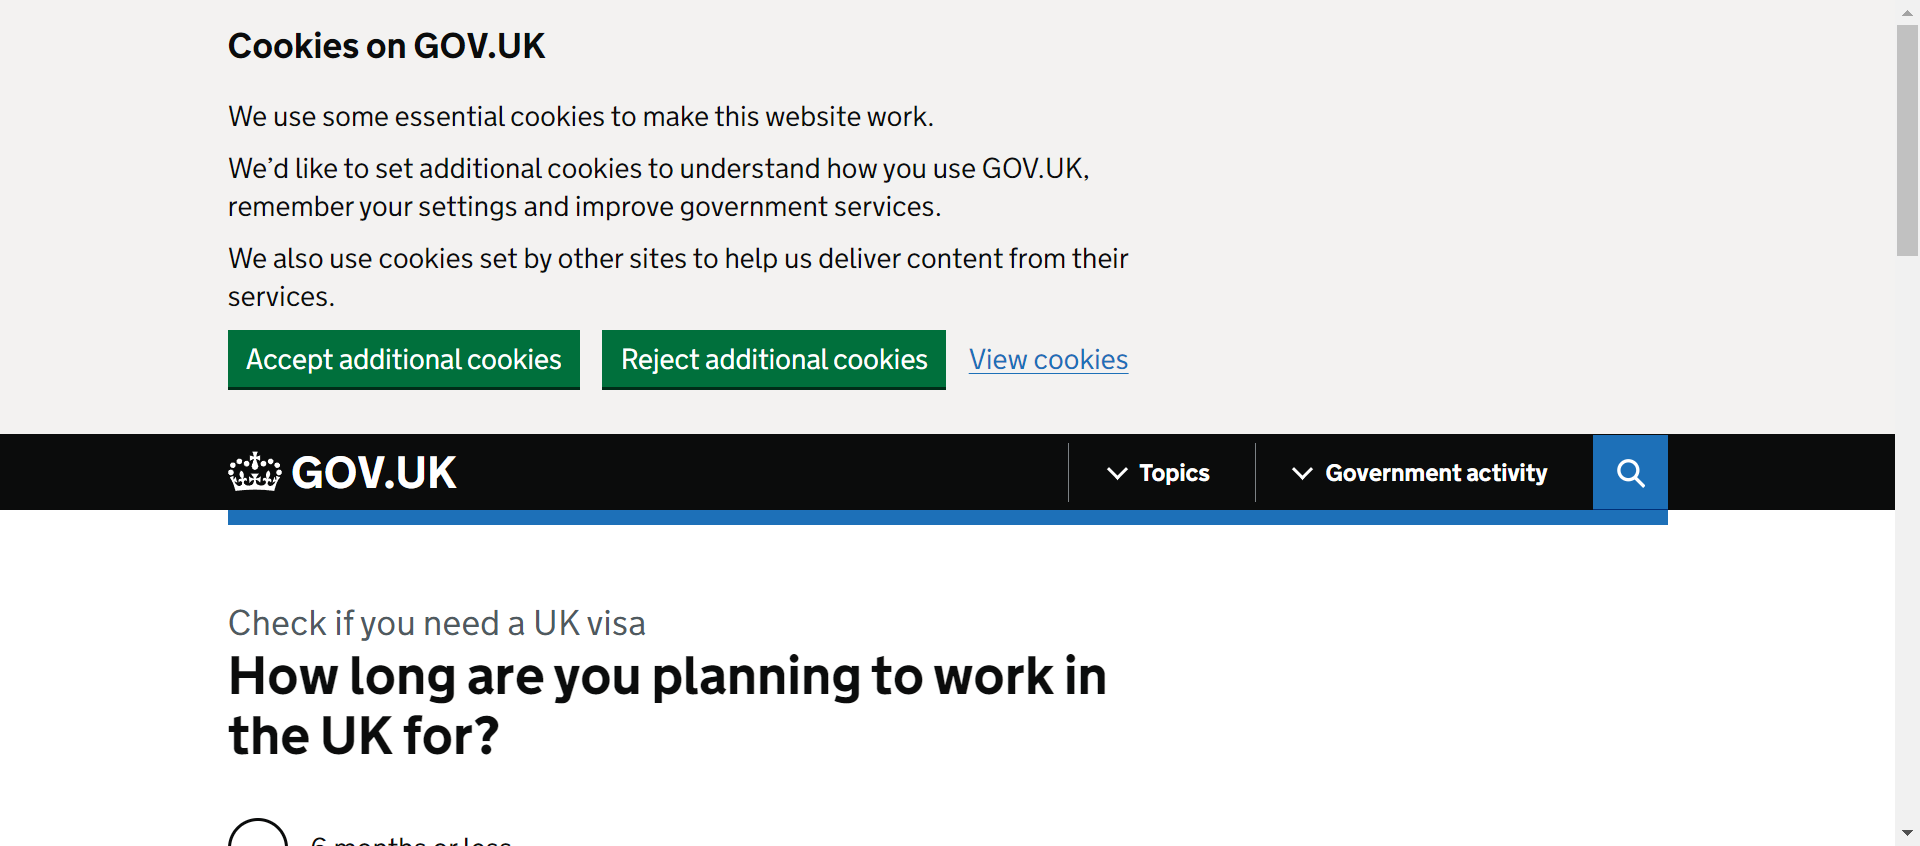 Cookies on GOV.UK
We use some essential cookies to make this website work.
We’d like to set additional cookies to understand how you use GOV.UK,
remember your settings and improve government services.
We also use cookies set by other sites to help us deliver content from their
services.
Accept additional cookies
Reject additional cookies
View cookies
GOV.UK
Topics
Government activity
Check if you need a UK visa
How long are you planning to work in
the UK for?
6 months or less